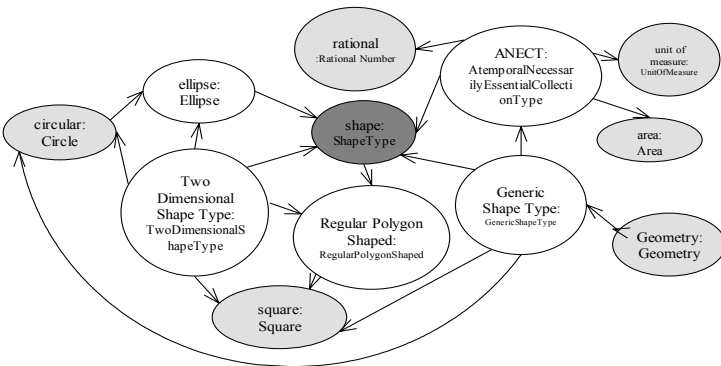 rational
:Rational Number
ANECT:
AtemporalNecessar
ilyEssentialCollecti
onType
unit of
measure:
UnitOfMeasure
ellipse:
Ellipse
circular:
Circle
shape:
ShapeType
area:
Area
Two
Dimensional
Shape Type:
TwoDimensionalS
hapeType
Regular Polygon
Shaped:
RegularPolygonShaped
Generic
Shape Type:
GenericShapeType
Geometry:
Geometry
square:
Square